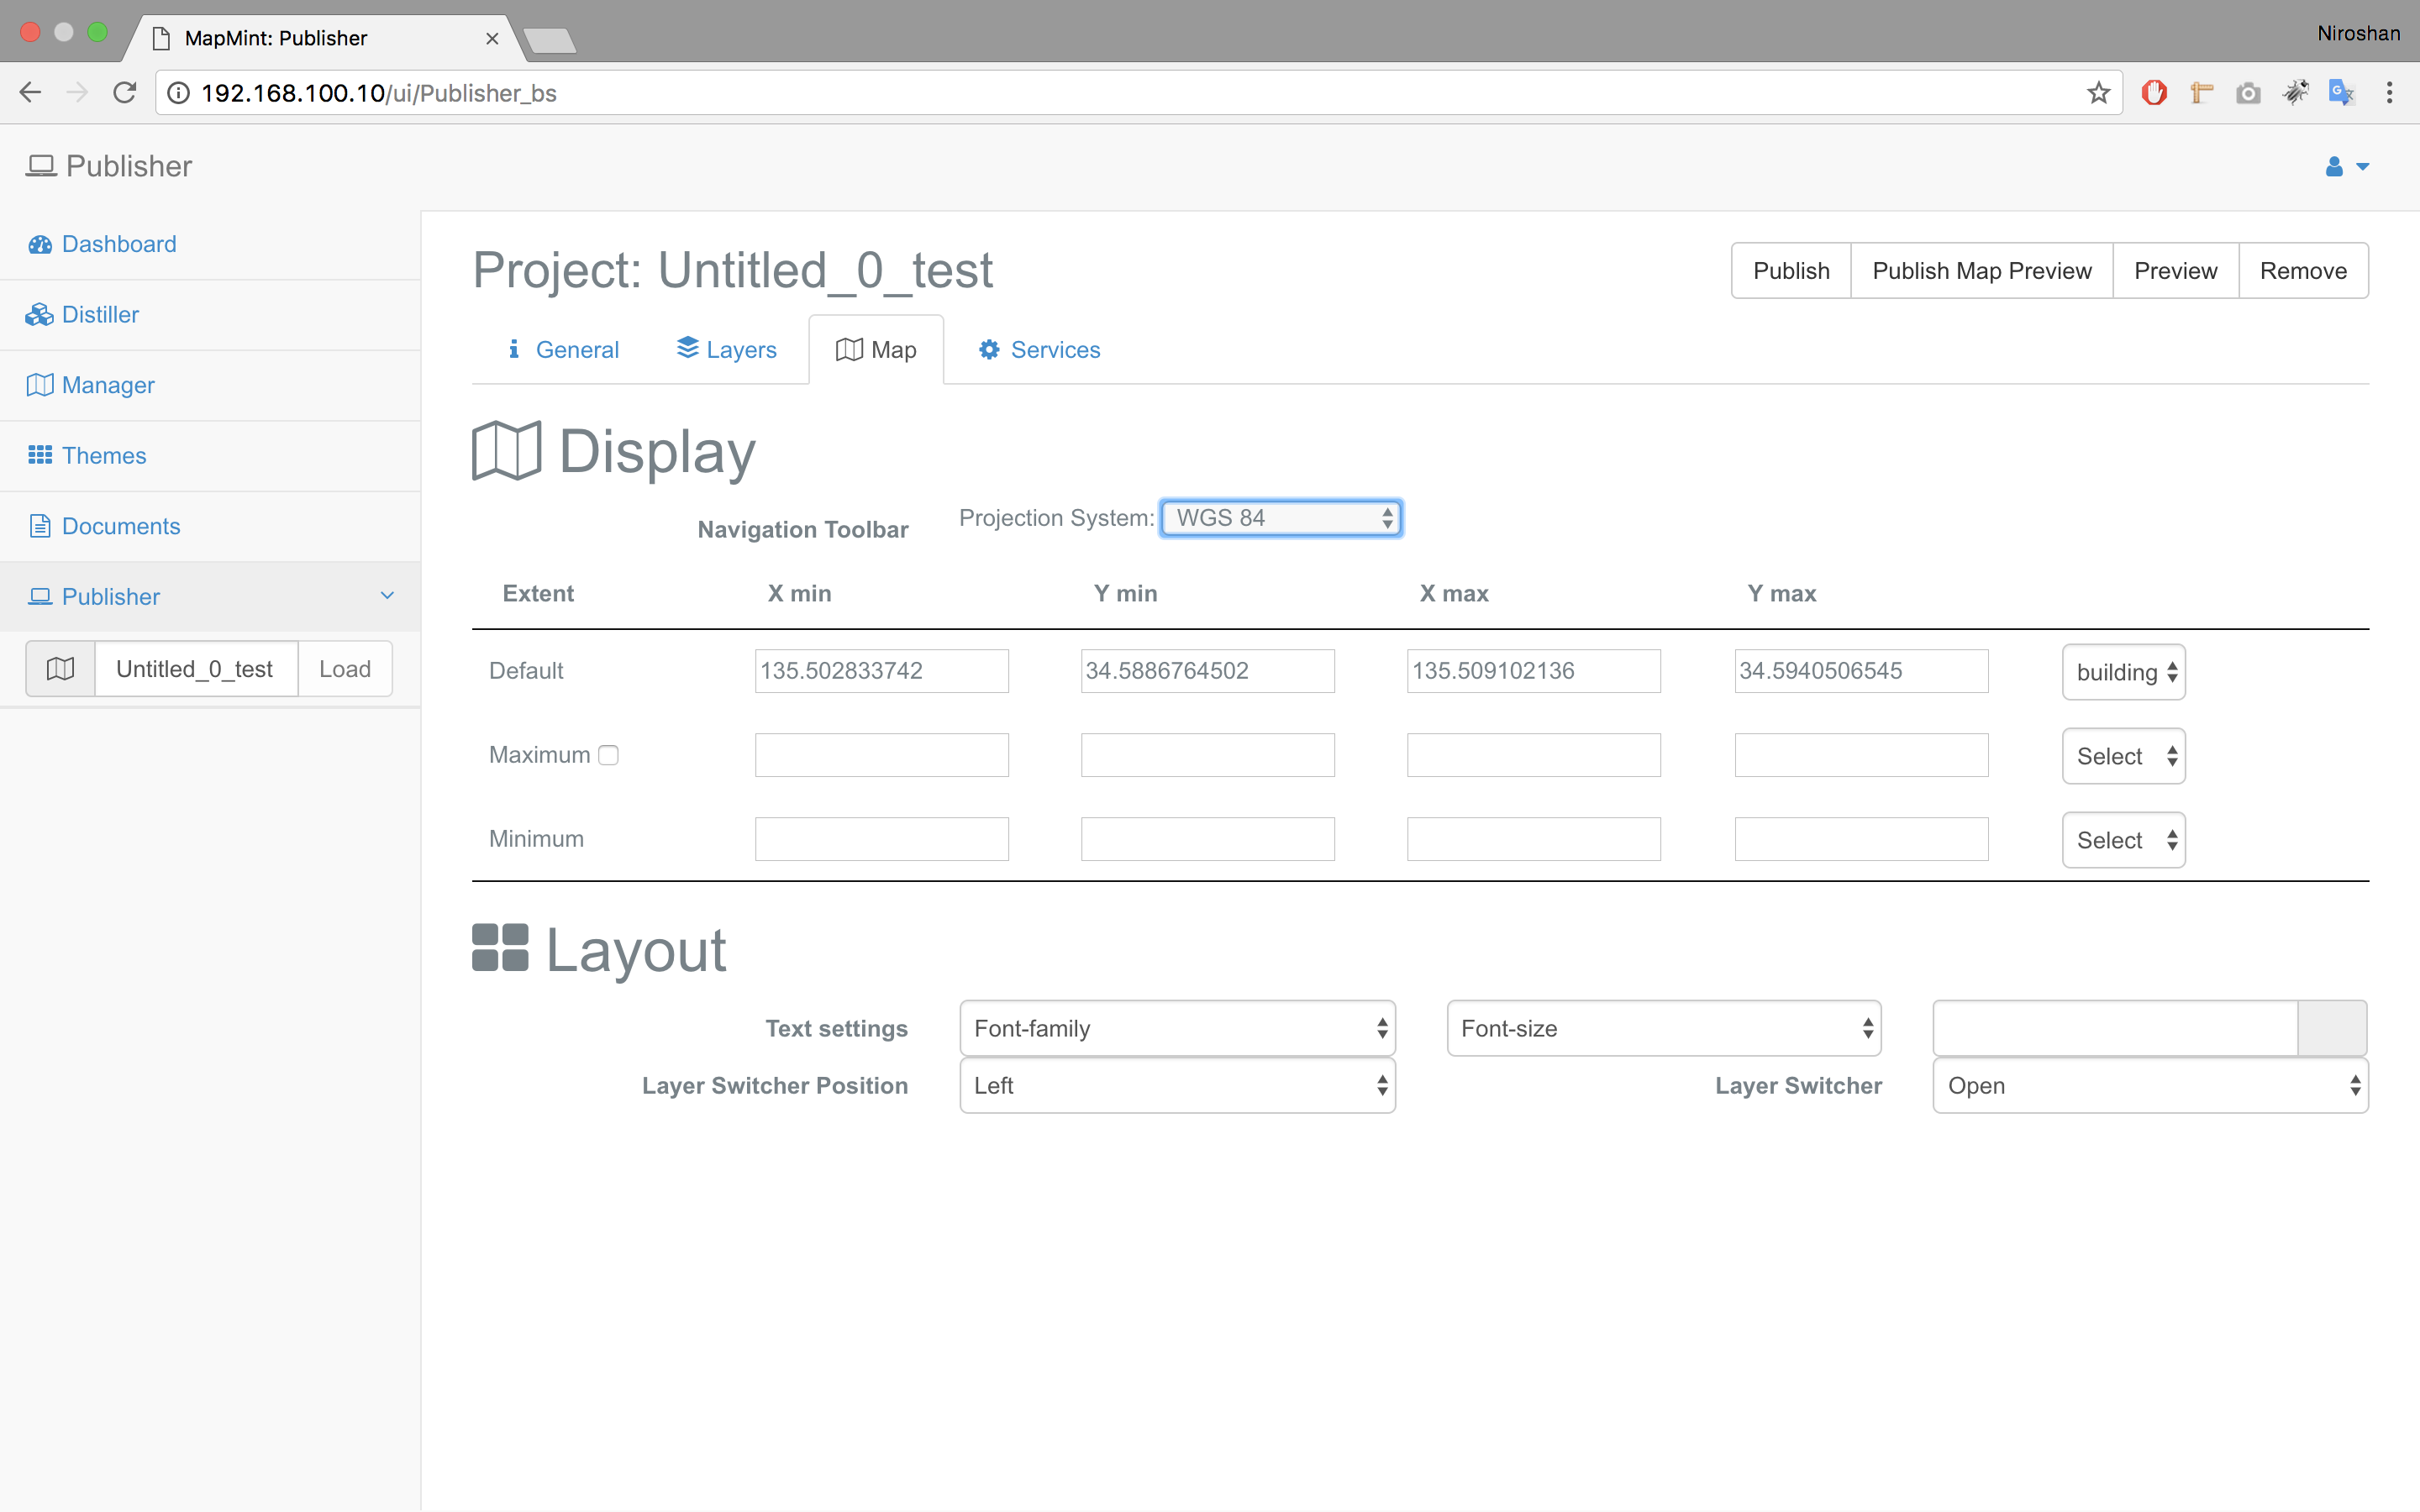 MapMint: Publisher
Niroshan
192.168.100.10/ui/Publisher_bs
Publisher
Dashboard
Distiller
Manager
Themes
Documents
Publisher
Untitled_0_test Load
Project: Untitled_0_test
Publish Publish Map Preview Preview Remove
General Layers Map Services
Display
Navigation Toolbar Projection System: WGS 84
Extent X min Y min X max Y max
Default 135.502833742 34.5886764502 135.509102136 34.5940506545 building
Maximum Select
Minimum Select
Layout
Text settings Font-family Font-size
Layer Switcher Position Left Layer Switcher Open